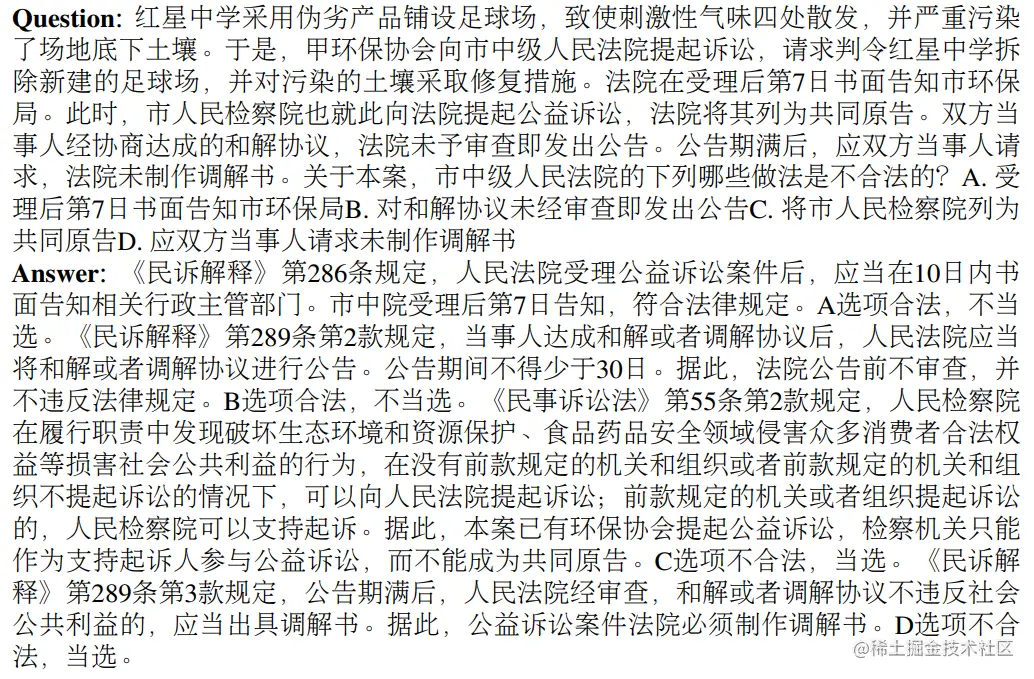 Question: 红星中学采用伪劣产品铺设足球场，致使刺激性气味四处散发，并严重污染
了场地底下土壤。于是，甲环保协会向市中级人民法院提起诉讼，请求判令红星中学拆
除新建的足球场，并对污染的土壤采取修复措施。法院在受理后第7日书面告知市环保
局。此时，市人民检察院也就此向法院提起公益诉讼，法院将其列为共同原告。双方当
事人经协商达成的和解协议，法院未予审查即发出公告。公告期满后，应双方当事人请
求，法院未制作调解书。关于本案，市中级人民法院的下列哪些做法是不合法的？A. 受
理后第7日书面告知市环保局B. 对和解协议未经审查即发出公告C. 将市人民检察院列为
共同原告D. 应双方当事人请求未制作调解书
Answer: 《民诉解释》第286条规定，人民法院受理公益诉讼案件后，应当在10日内书
面告知相关行政主管部门。市中院受理后第7日告知，符合法律规定。A选项合法，不当
选。《民诉解释》第289条第2款规定，当事人达成和解或者调解协议后，人民法院应当
将和解或者调解协议进行公告。公告期间不得少于30日。据此，法院公告前不审查，并
不违反法律规定。B选项合法，不当选。《民事诉讼法》第55条第2款规定，人民检察院
在履行职责中发现破坏生态环境和资源保护、食品药品安全领域侵害众多消费者合法权
益等损害社会公共利益的行为，在没有前款规定的机关和组织或者前款规定的机关和组
织不提起诉讼的情况下，可以向人民法院提起诉讼；前款规定的机关或者组织提起诉讼
的，人民检察院可以支持起诉。据此，本案已有环保协会提起公益诉讼，检察机关只能
作为支持起诉人参与公益诉讼，而不能成为共同原告。C选项不合法，当选。《民诉解
释》第289条第3款规定，公告期满后，人民法院经审查，和解或者调解协议不违反社会
公共利益的，应当出具调解书。据此，公益诉讼案件法院必须制作调解书。D选项不合
法，当选。
@稀土掘金技术社区